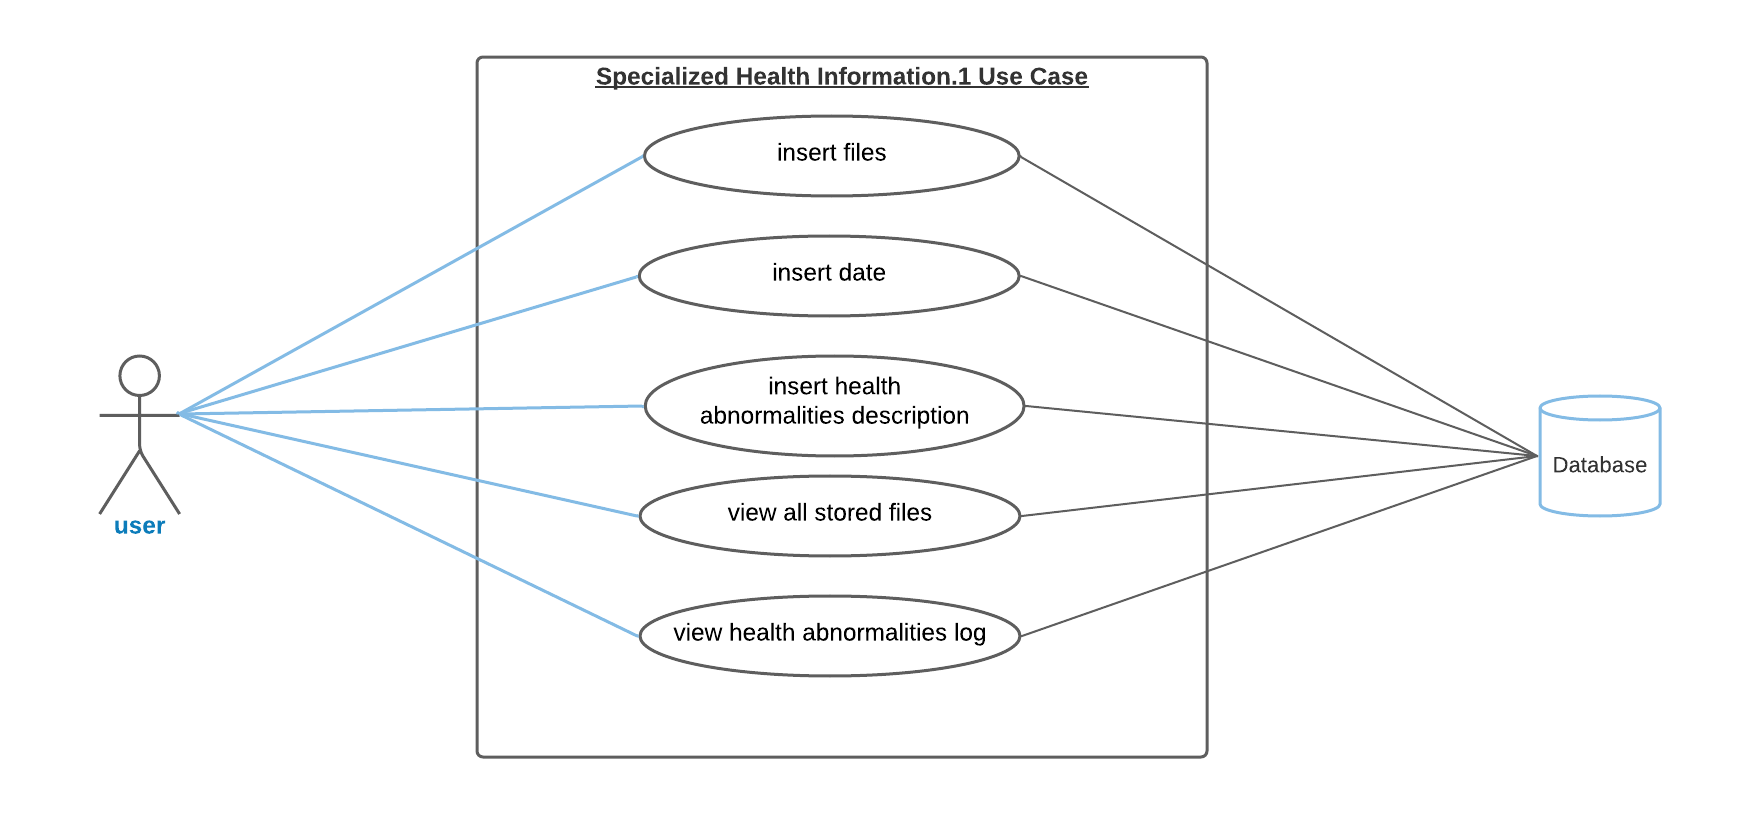 Specialized Health Information.1 Use Case
insert files
insert date
insert health
abnormalities description
view all stored files
view health abnormalities log
user
Database